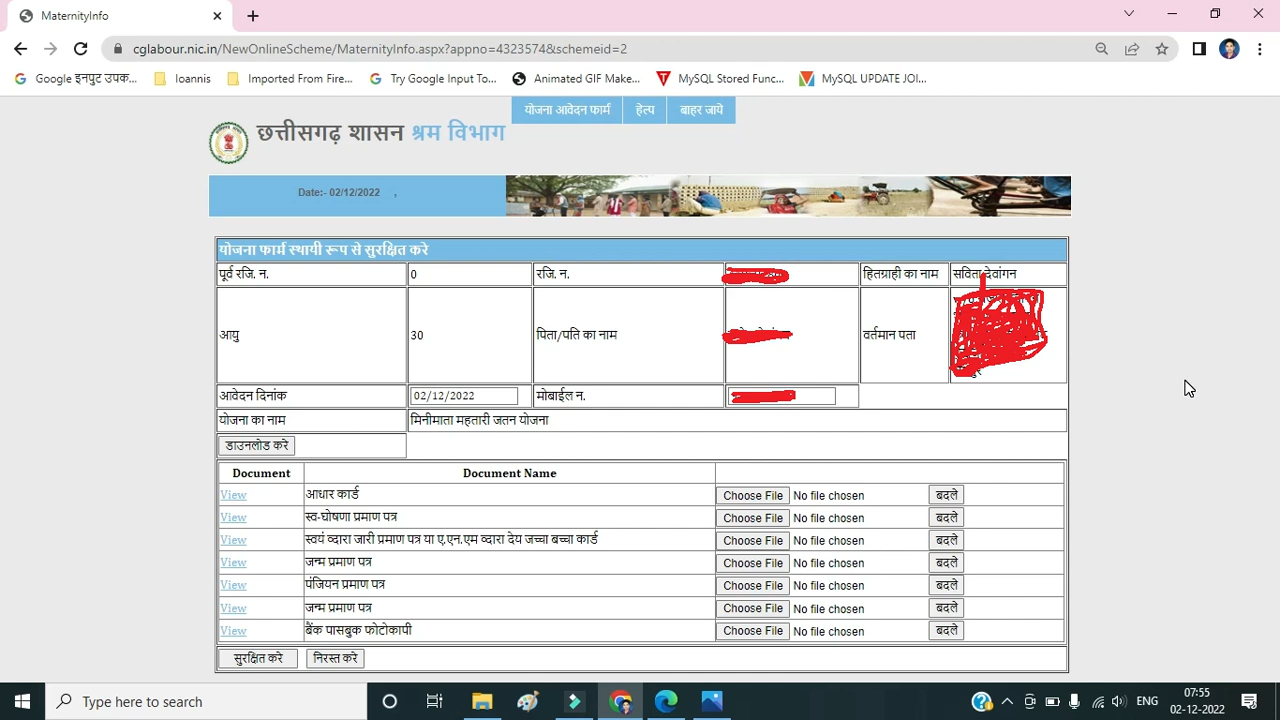 MaternityInfo
cglabour.nic.in/NewOnlineScheme/MaternityInfo.aspx?appno=4323574&schemeid=2
Google इनपुट उपक... Ioannis Imported From Fire... Try Google Input To... Animated GIF Make... MySQL Stored Func... MySQL UPDATE JOI...
योजना आवेदन फार्म हेल्प बाहर जाये
छत्तीसगढ़ शासन श्रम विभाग
Date:- 02/12/2022 ,
योजना फार्म स्थायी रूप से सुरक्षित करे
पूर्व रजि. न. 0 रजि. न. हितग्राही का नाम सविता देवांगन
आयु 30 पिता/पति का नाम वर्तमान पता
आवेदन दिनांक 02/12/2022 मोबाईल न.
योजना का नाम मिनीमाता महतारी जतन योजना
डाउनलोड करे
Document Document Name
View आधार कार्ड Choose File No file chosen बदले
View स्व-घोषणा प्रमाण पत्र Choose File No file chosen बदले
View स्वयं व्दारा जारी प्रमाण पत्र या ए.एन.एम व्दारा देय जच्चा बच्चा कार्ड Choose File No file chosen बदले
View जन्म प्रमाण पत्र Choose File No file chosen बदले
View पंजियन प्रमाण पत्र Choose File No file chosen बदले
View जन्म प्रमाण पत्र Choose File No file chosen बदले
View बैंक पासबुक फोटोकापी Choose File No file chosen बदले
सुरक्षित करे निरस्त करे
Type here to search ENG 07:55
02-12-2022